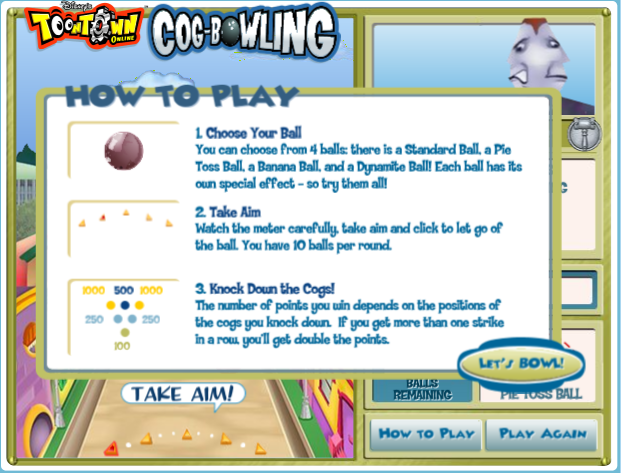 Disney's
TOONTOWN
ONLINE
COG-BOWLING
HOW TO PLAY
1. Choose Your Ball
You can choose from 4 balls: there is a Standard Ball, a Pie
Toss Ball, a Banana Ball, and a Dynamite Ball! Each ball has its
own special effect - so try them all!
2. Take Aim
Watch the meter carefully, take aim and click to let go of
the ball. You have 10 balls per round.
1000 500 1000
250 250
100
3. Knock Down the Cogs!
The number of points you win depends on the positions of
the cogs you knock down. If you get more than one strike
in a row, you'll get double the points.
LET'S BOWL!
TAKE AIM!
BALLS
REMAINING
PIE TOSS BALL
HOW TO PLAY
PLAY AGAIN